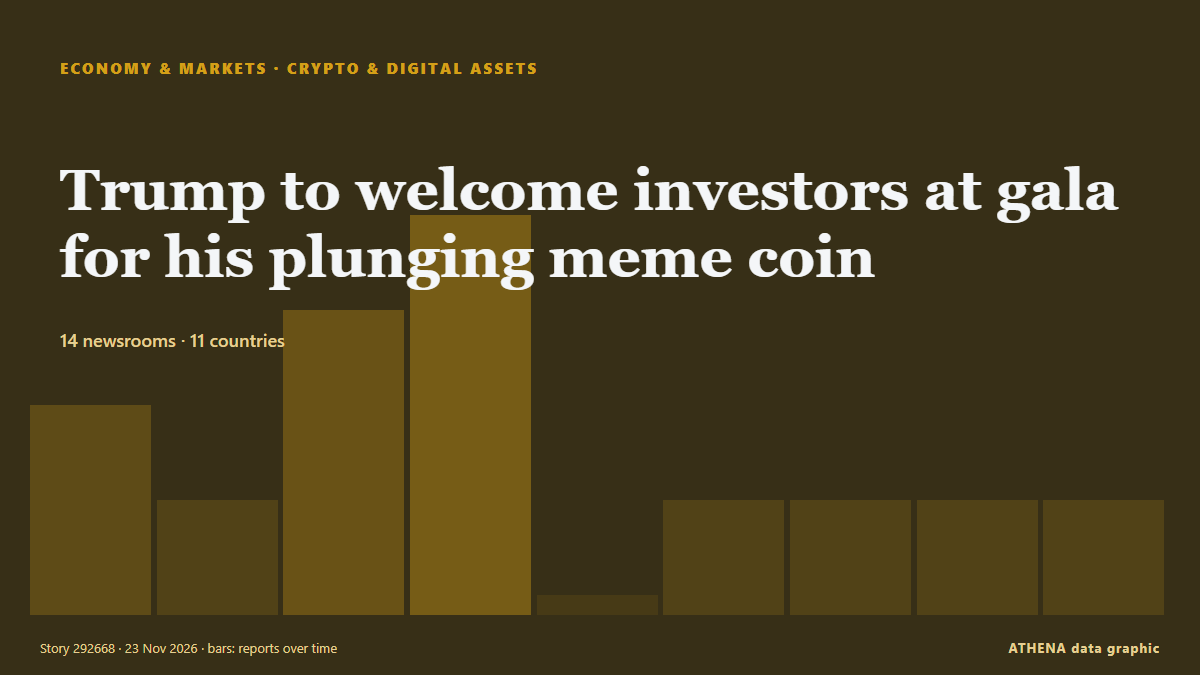 ECONOMY & MARKETS · CRYPTO & DIGITAL ASSETS
Trump to welcome investors at gala
for his plunging meme coin
14 newsrooms · 11 countries
Story 292668 · 23 Nov 2026 · bars: reports over time
ATHENA data graphic